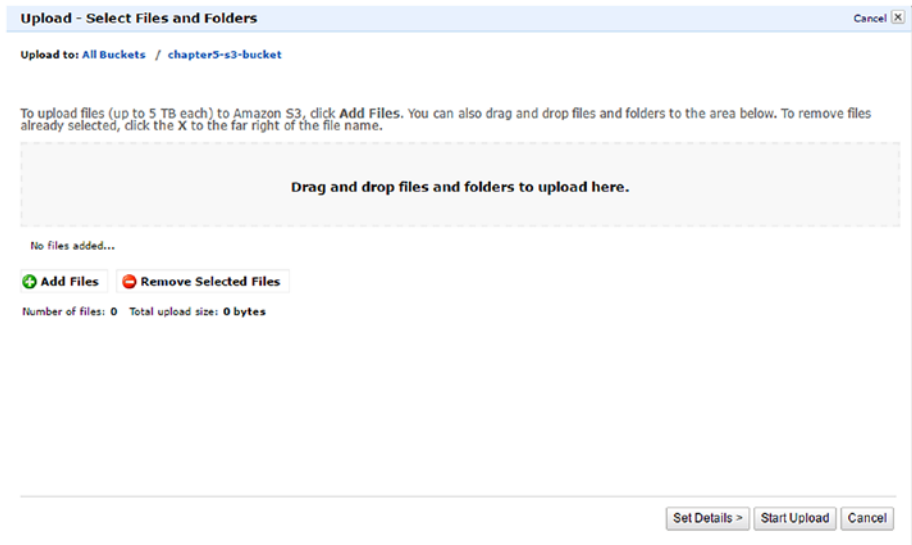 Upload - Select Files and Folders
Cancel X
Upload to: All Buckets / chapter5-s3-bucket
To upload files (up to 5 TB each) to Amazon S3, click Add Files. You can also drag and drop files and folders to the area below. To remove files
already selected, click the X to the far right of the file name.
Drag and drop files and folders to upload here.
No files added...
Add Files Remove Selected Files
Number of files: 0 Total upload size: 0 bytes
Set Details > Start Upload Cancel